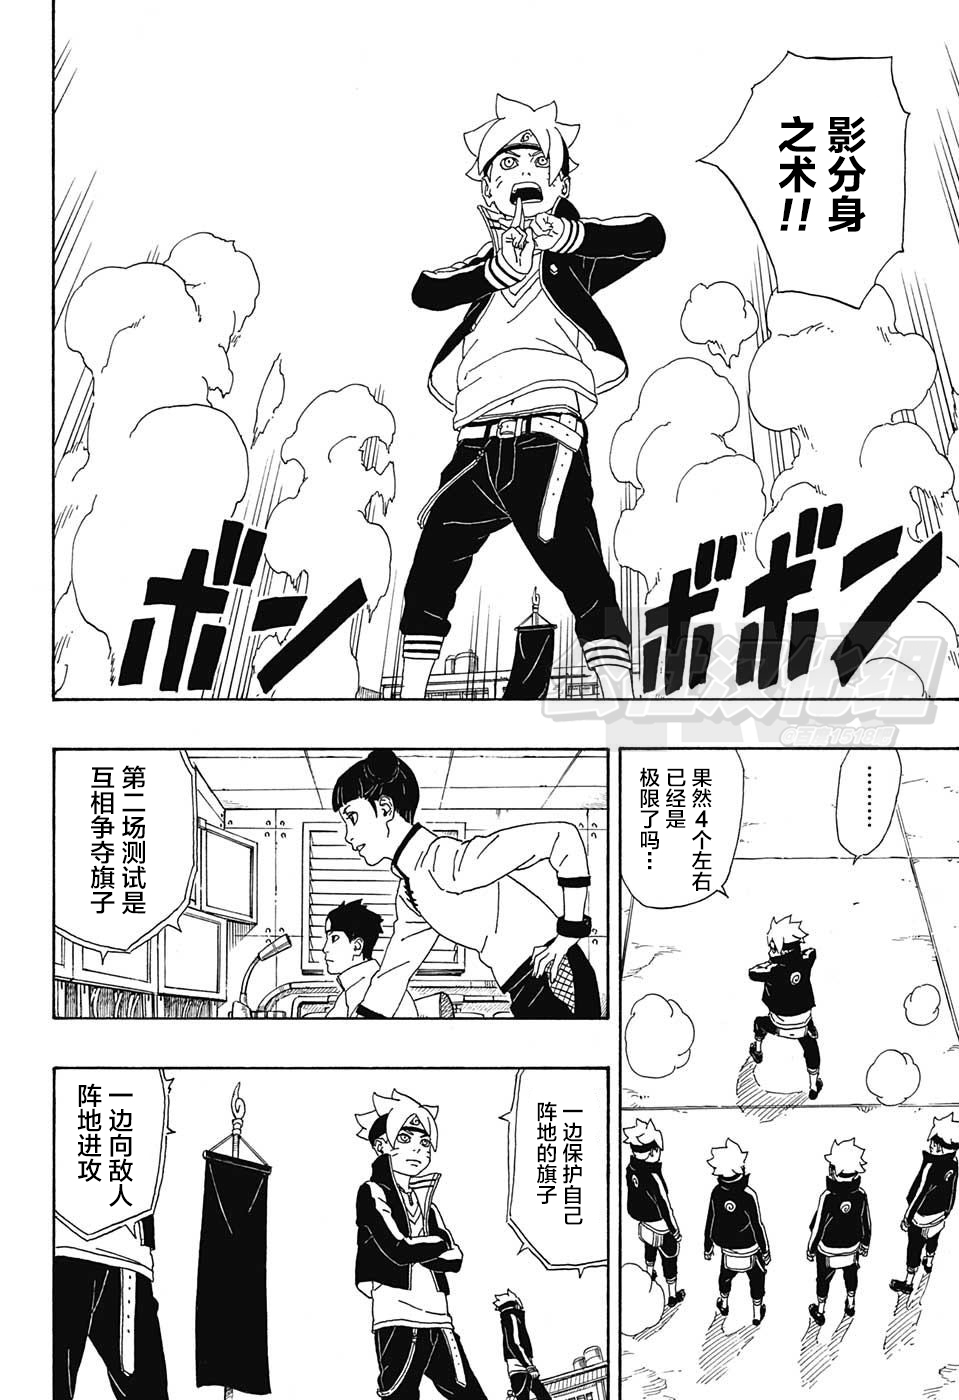 影分身
之术!!
ボン
ボボン
……
果然4个左右
已经是
极限了吗…
第二场测试是
互相争夺旗子
一边保护自己
阵地的旗子
一边向敌人
阵地进攻